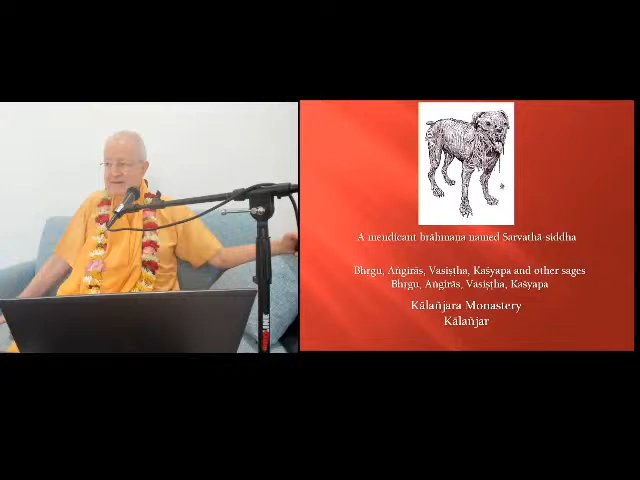 A mendicant brāhmaṇa named Sarvathā-siddha
Bhṛgu, Aṅgirās, Vasiṣṭha, Kaśyapa and other sages
Bhṛgu, Aṅgirās, Vasiṣṭha, Kaśyapa
Kālañjara Monastery
Kālañjar